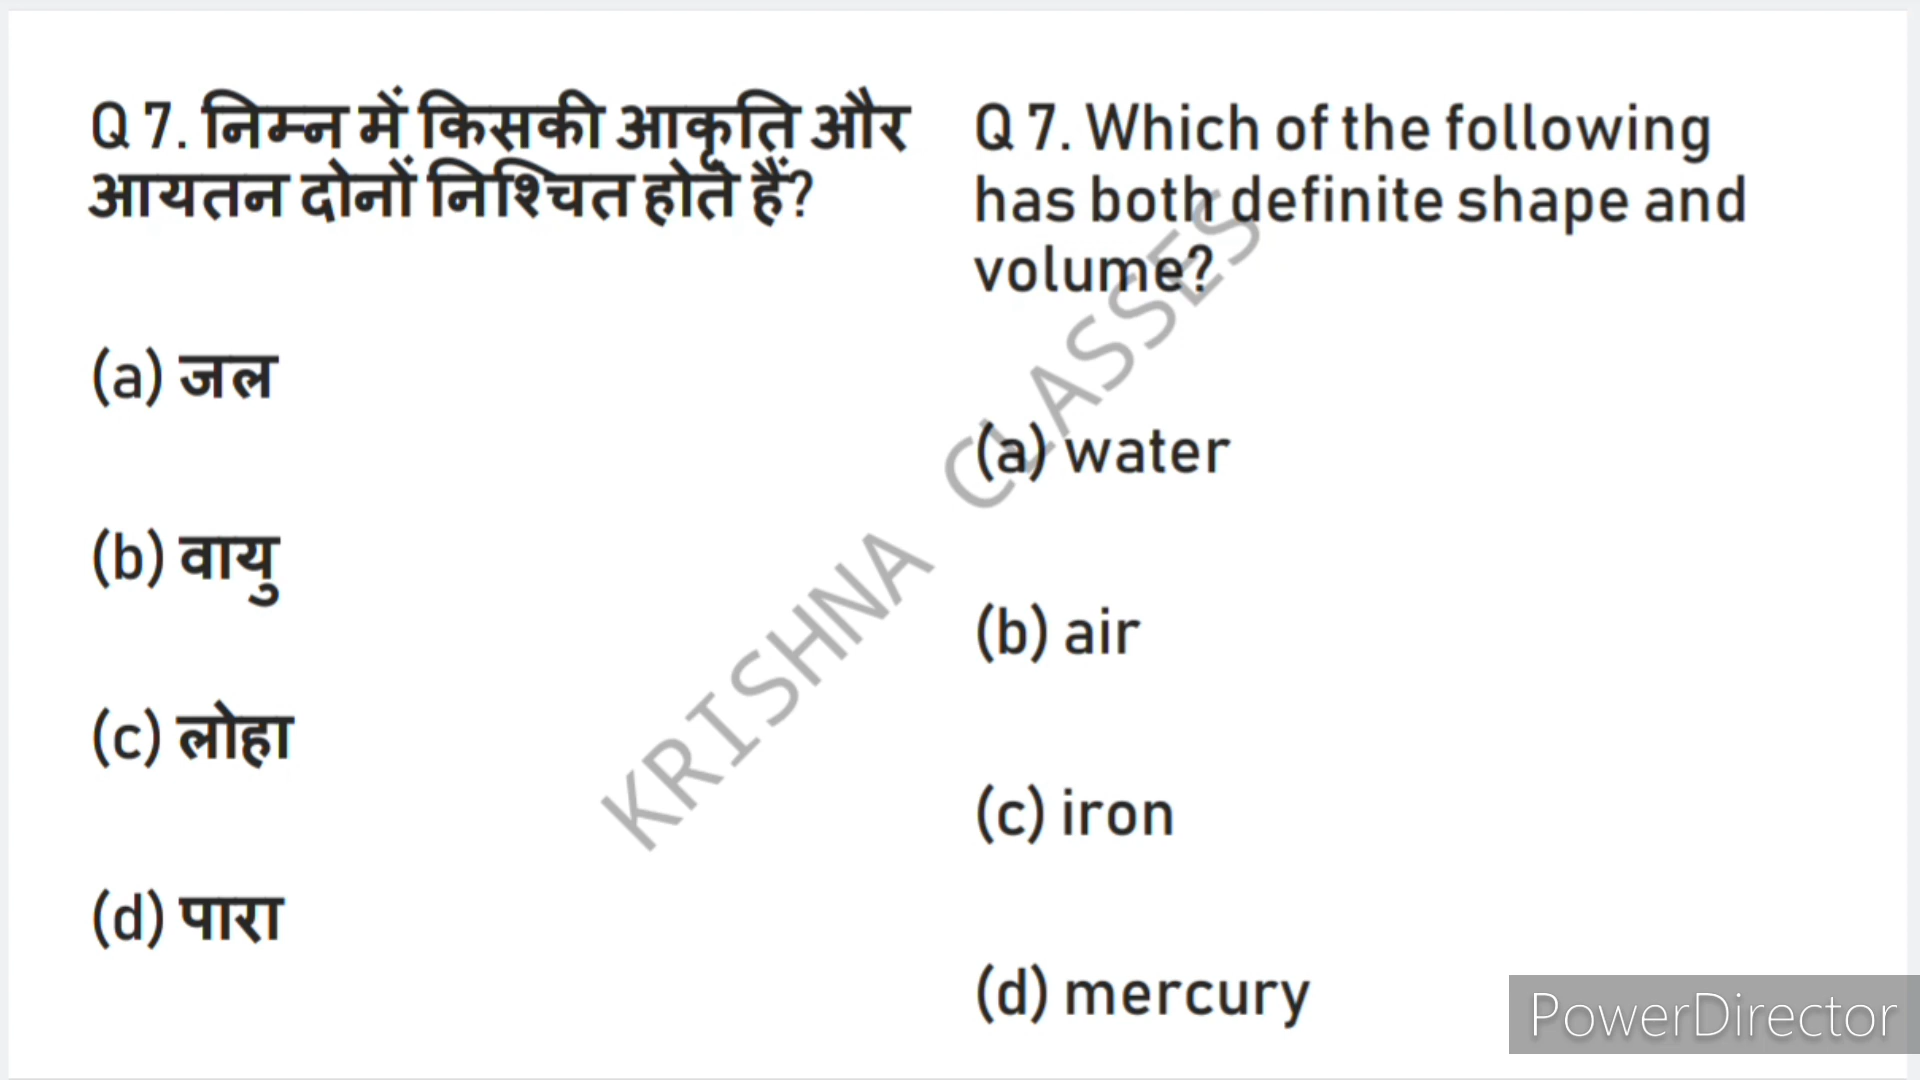 Q 7. निम्न में किसकी आकृति और
आयतन दोनों निश्चित होते हैं?
(a) जल
(b) वायु
(c) लोहा
(d) पारा
Q 7. Which of the following
has both definite shape and
volume?
(a) water
(b) air
(c) iron
(d) mercury
KRISHNA CLASSES
PowerDirector